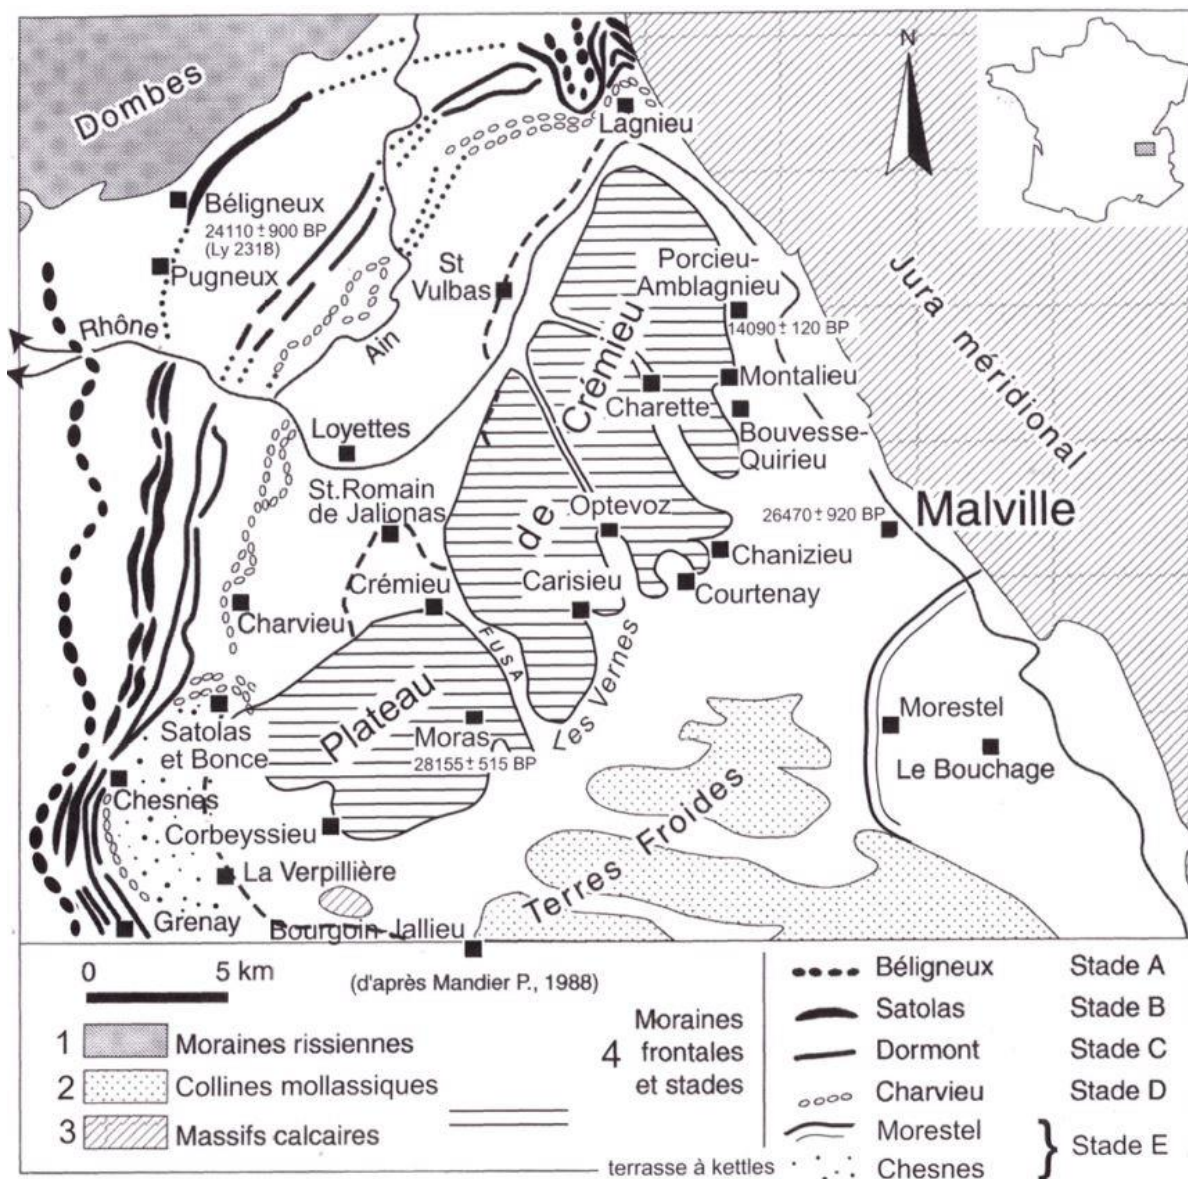 N
Dombes
Lagnieu
Béligneux
24110 ± 900 BP
(Ly 2318)
Pugneux
St
Vulbas
Porcieu-
Amblagnieu
14090 ± 120 BP
Rhône
Ain
Jura méridional
Montalieu
Charette
Bouvesse-
Quirieu
Loyettes
St.Romain
de Jalionas
Optevoz
26470 ± 920 BP
Malville
Chanizieu
Courtenay
Crémieu
Carisieu
Charvieu
FUSA
Les Vernes
Plateau de Crémieu
Satolas
et Bonce
Moras
28155 ± 515 BP
Morestel
Le Bouchage
Chesnes
Corbeyssieu
Terres Froides
La Verpillière
Grenay
Bourgoin-Jallieu
0 5 km
(d'après Mandier P., 1988)
1 Moraines rissiennes
2 Collines mollassiques
3 Massifs calcaires
4 Moraines
frontales
et stades
Béligneux Stade A
Satolas Stade B
Dormont Stade C
Charvieu Stade D
Morestel
} Stade E
terrasse à kettles Chesnes